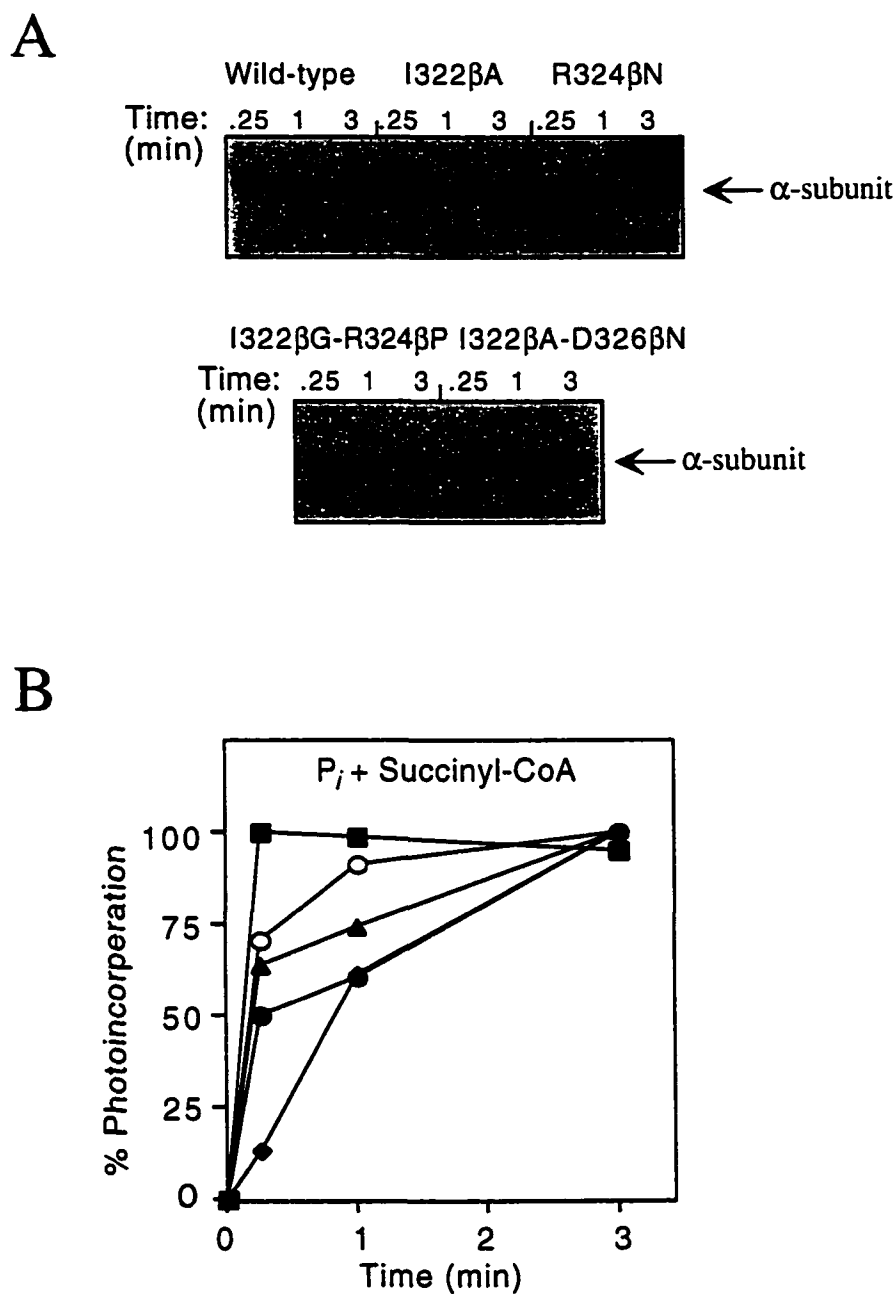 A
Wild-type I322βA R324βN
Time: .25 1 3 .25 1 3 .25 1 3
(min)
← α-subunit
I322βG-R324βP I322βA-D326βN
Time: .25 1 3 .25 1 3
(min)
← α-subunit
B
Pi + Succinyl-CoA
% Photoincorperation
100
75
50
25
0
0 1 2 3
Time (min)